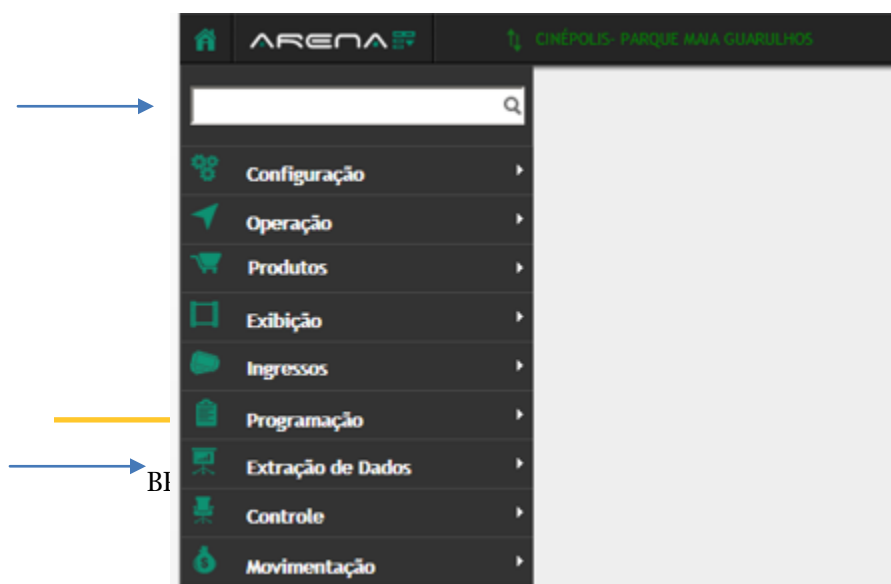 ARENA
CINÉPOLIS- PARQUE MAIA GUARULHOS
Configuração
Operação
Produtos
Exibição
Ingressos
Programação
Extração de Dados
Controle
Movimentação